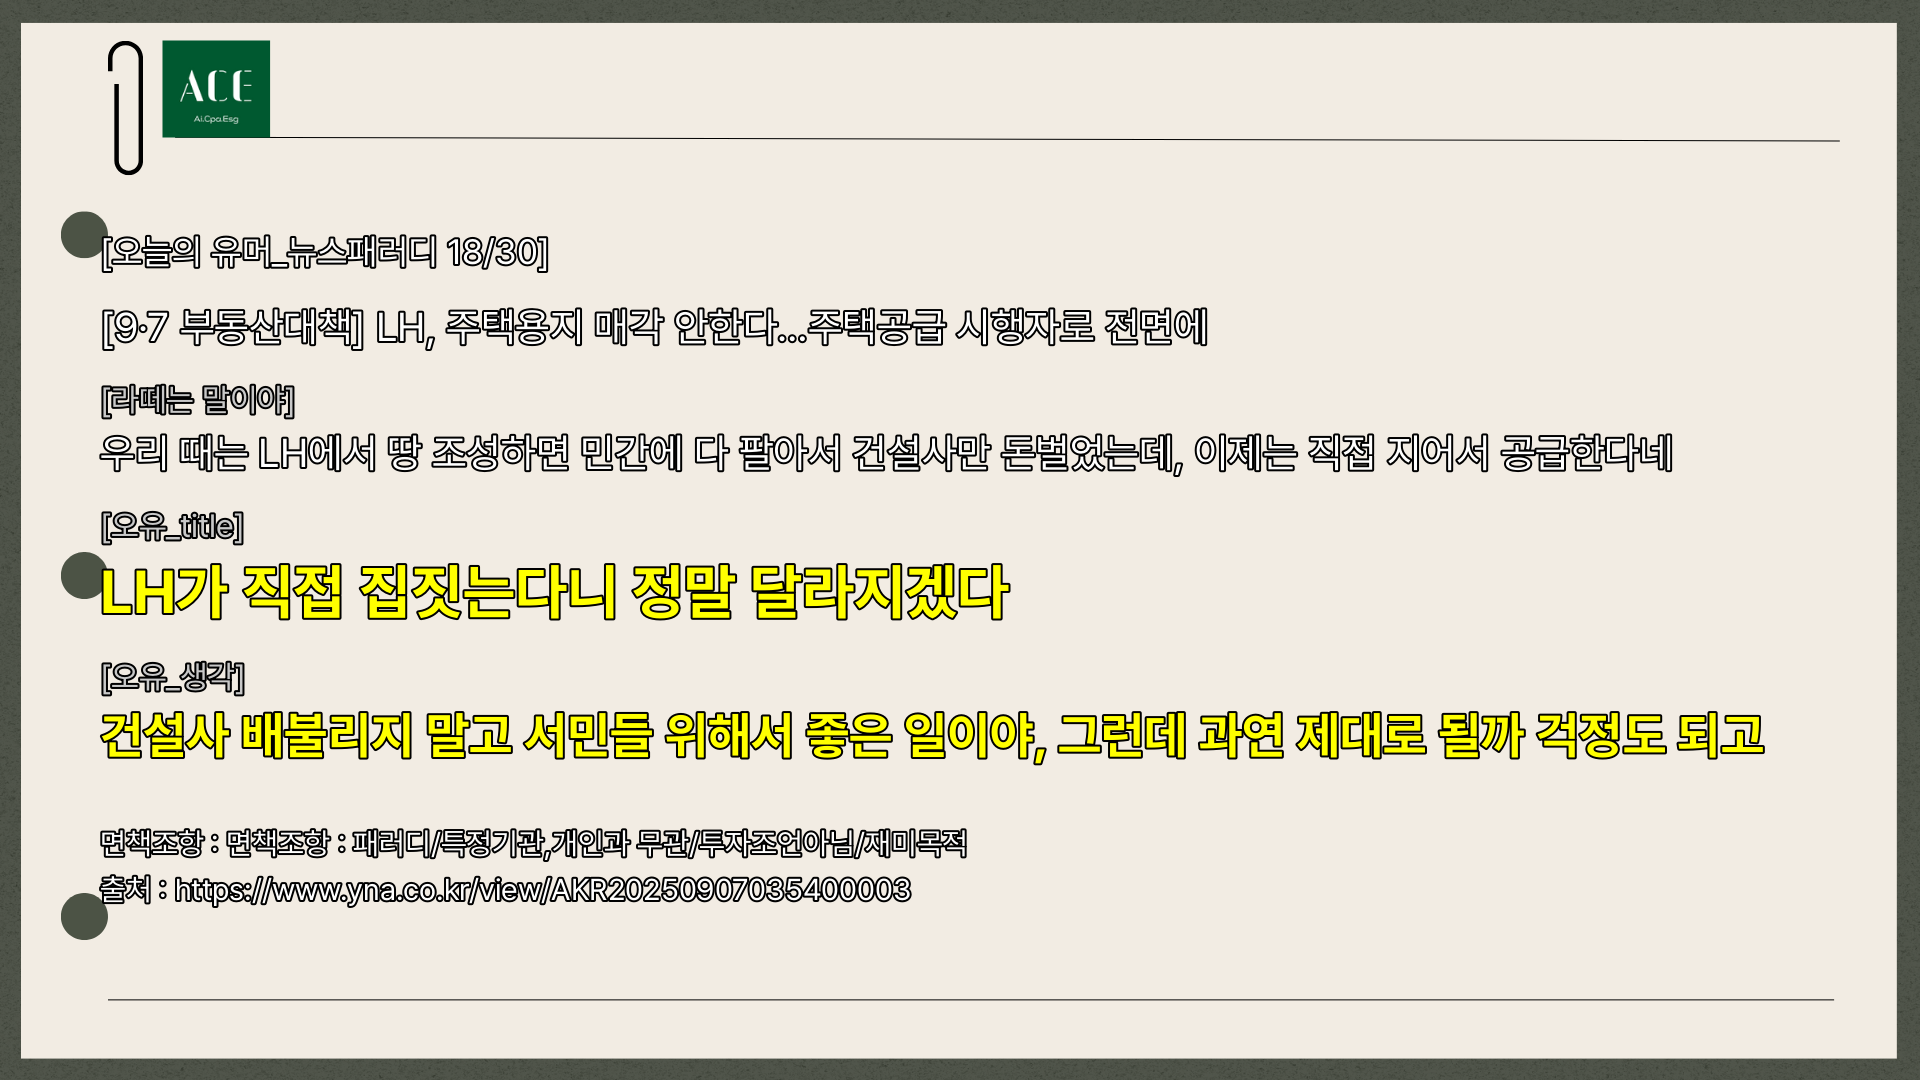 ACE
Ai.Cpa.Esg
[오늘의 유머_뉴스패러디 18/30]
[9·7 부동산대책] LH, 주택용지 매각 안한다…주택공급 시행자로 전면에
[라떼는 말이야]
우리 때는 LH에서 땅 조성하면 민간에 다 팔아서 건설사만 돈벌었는데, 이제는 직접 지어서 공급한다네
[오유_title]
LH가 직접 집짓는다니 정말 달라지겠다
[오유_생각]
건설사 배불리지 말고 서민들 위해서 좋은 일이야, 그런데 과연 제대로 될까 걱정도 되고
면책조항 : 면책조항 : 패러디/특정기관,개인과 무관/투자조언아님/재미목적
출처 : https://www.yna.co.kr/view/AKR20250907035400003